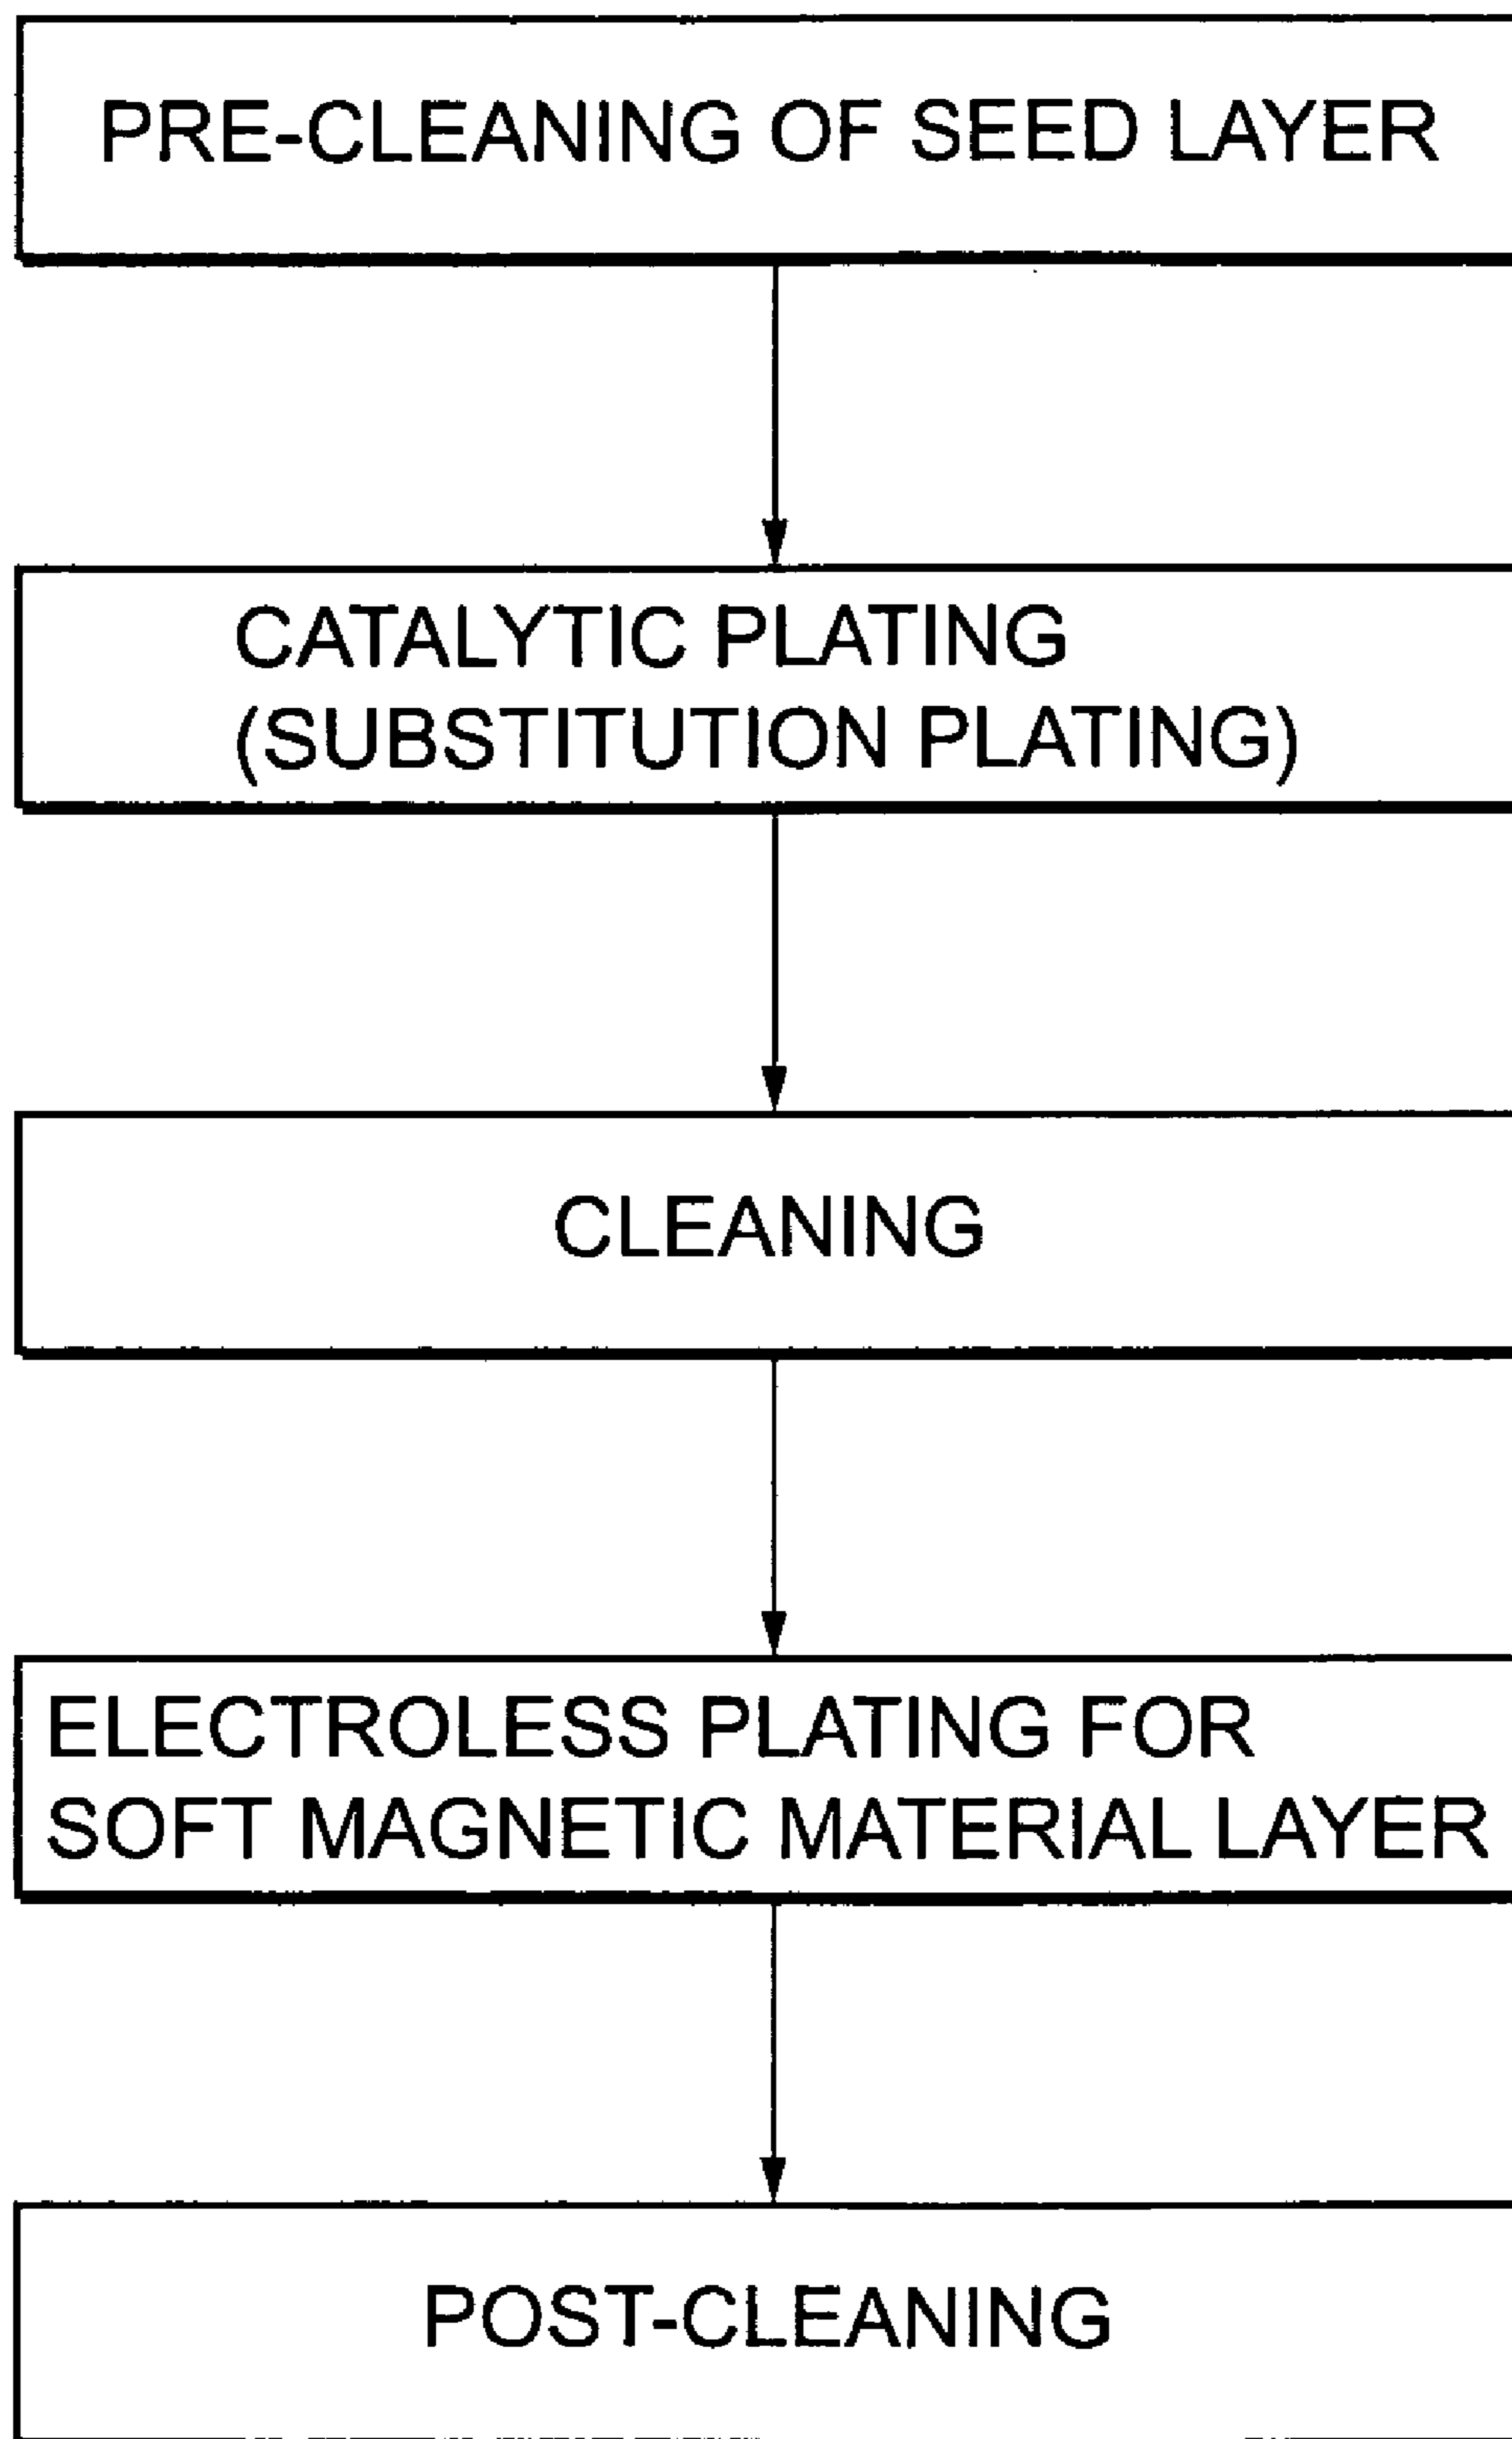 PRE-CLEANING OF SEED LAYER
CATALYTIC PLATING
(SUBSTITUTION PLATING)
CLEANING
ELECTROLESS PLATING FOR
SOFT MAGNETIC MATERIAL LAYER
POST-CLEANING